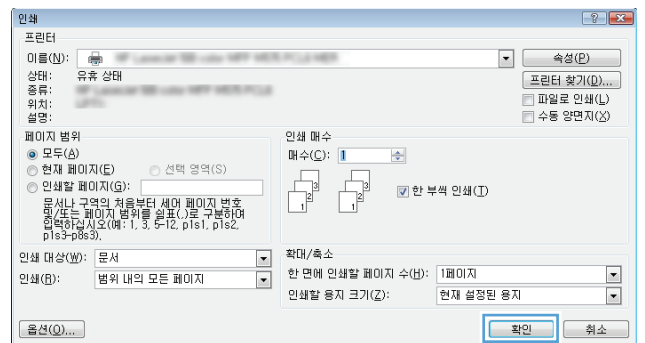 인쇄
프린터
이름(N):
속성(P)
상태: 유휴 상태
프린터 찾기(D)...
종류:
위치:
파일로 인쇄(L)
설명:
수동 양면지(X)
페이지 범위
모두(A)
현재 페이지(E) 선택 영역(S)
인쇄할 페이지(G):
문서나 구역의 처음부터 세어 페이지 번호
및/또는 페이지 범위를 쉼표(,)로 구분하여
입력하십시오(예: 1, 3, 5-12, p1s1, p1s2,
p1s3-p8s3).
인쇄 매수
매수(C): 1
1 2 3 1 2 3
한 부씩 인쇄(T)
인쇄 대상(W): 문서
인쇄(R): 범위 내의 모든 페이지
확대/축소
한 면에 인쇄할 페이지 수(H): 1페이지
인쇄할 용지 크기(Z): 현재 설정된 용지
옵션(O)...
확인
취소